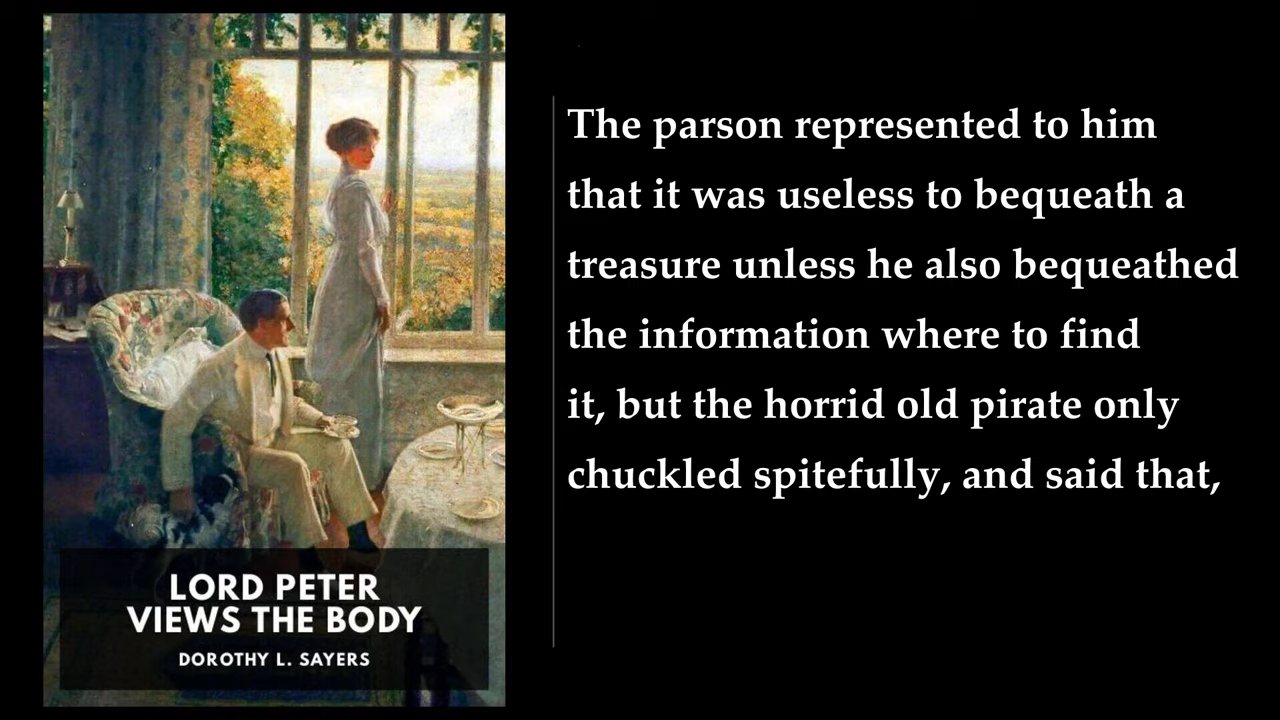 LORD PETER
VIEWS THE BODY
DOROTHY L. SAYERS
The parson represented to him
that it was useless to bequeath a
treasure unless he also bequeathed
the information where to find
it, but the horrid old pirate only
chuckled spitefully, and said that,